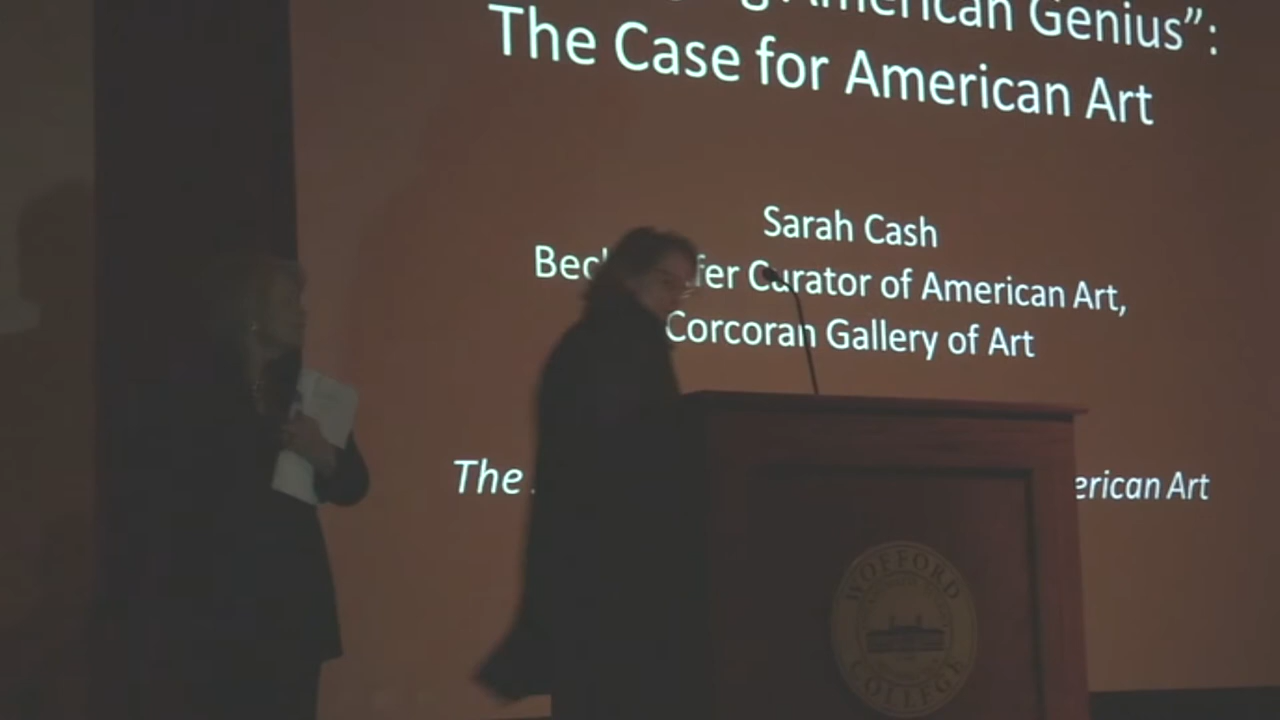 American Genius”:
The Case for American Art
Sarah Cash
fer Curator of American Art,
Corcoran Gallery of Art
The erican Art
WOFFORD
COLLEGE